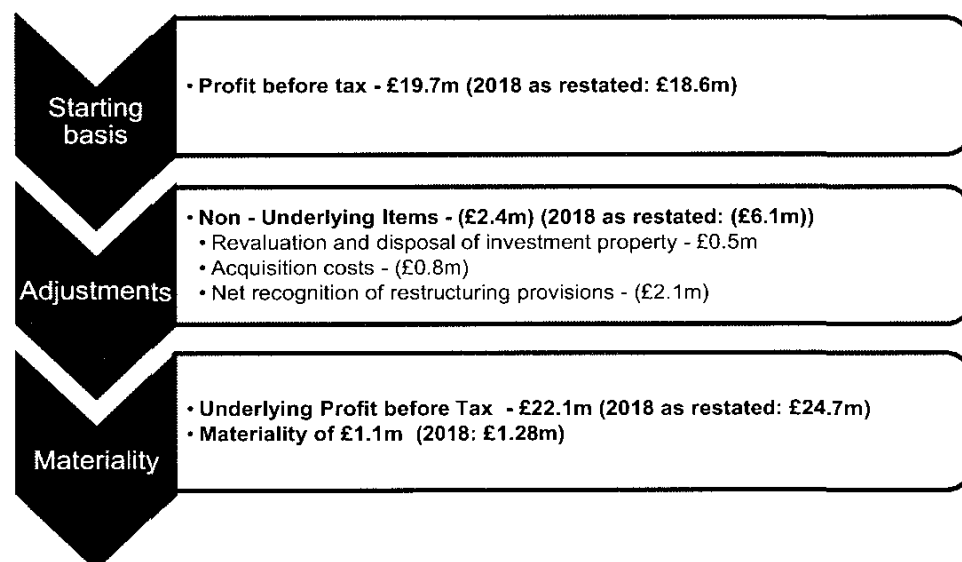 Starting
basis
• Profit before tax - £19.7m (2018 as restated: £18.6m)
Adjustments
• Non - Underlying Items - (£2.4m) (2018 as restated: (£6.1m))
• Revaluation and disposal of investment property - £0.5m
• Acquisition costs - (£0.8m)
• Net recognition of restructuring provisions - (£2.1m)
Materiality
• Underlying Profit before Tax - £22.1m (2018 as restated: £24.7m)
• Materiality of £1.1m (2018: £1.28m)